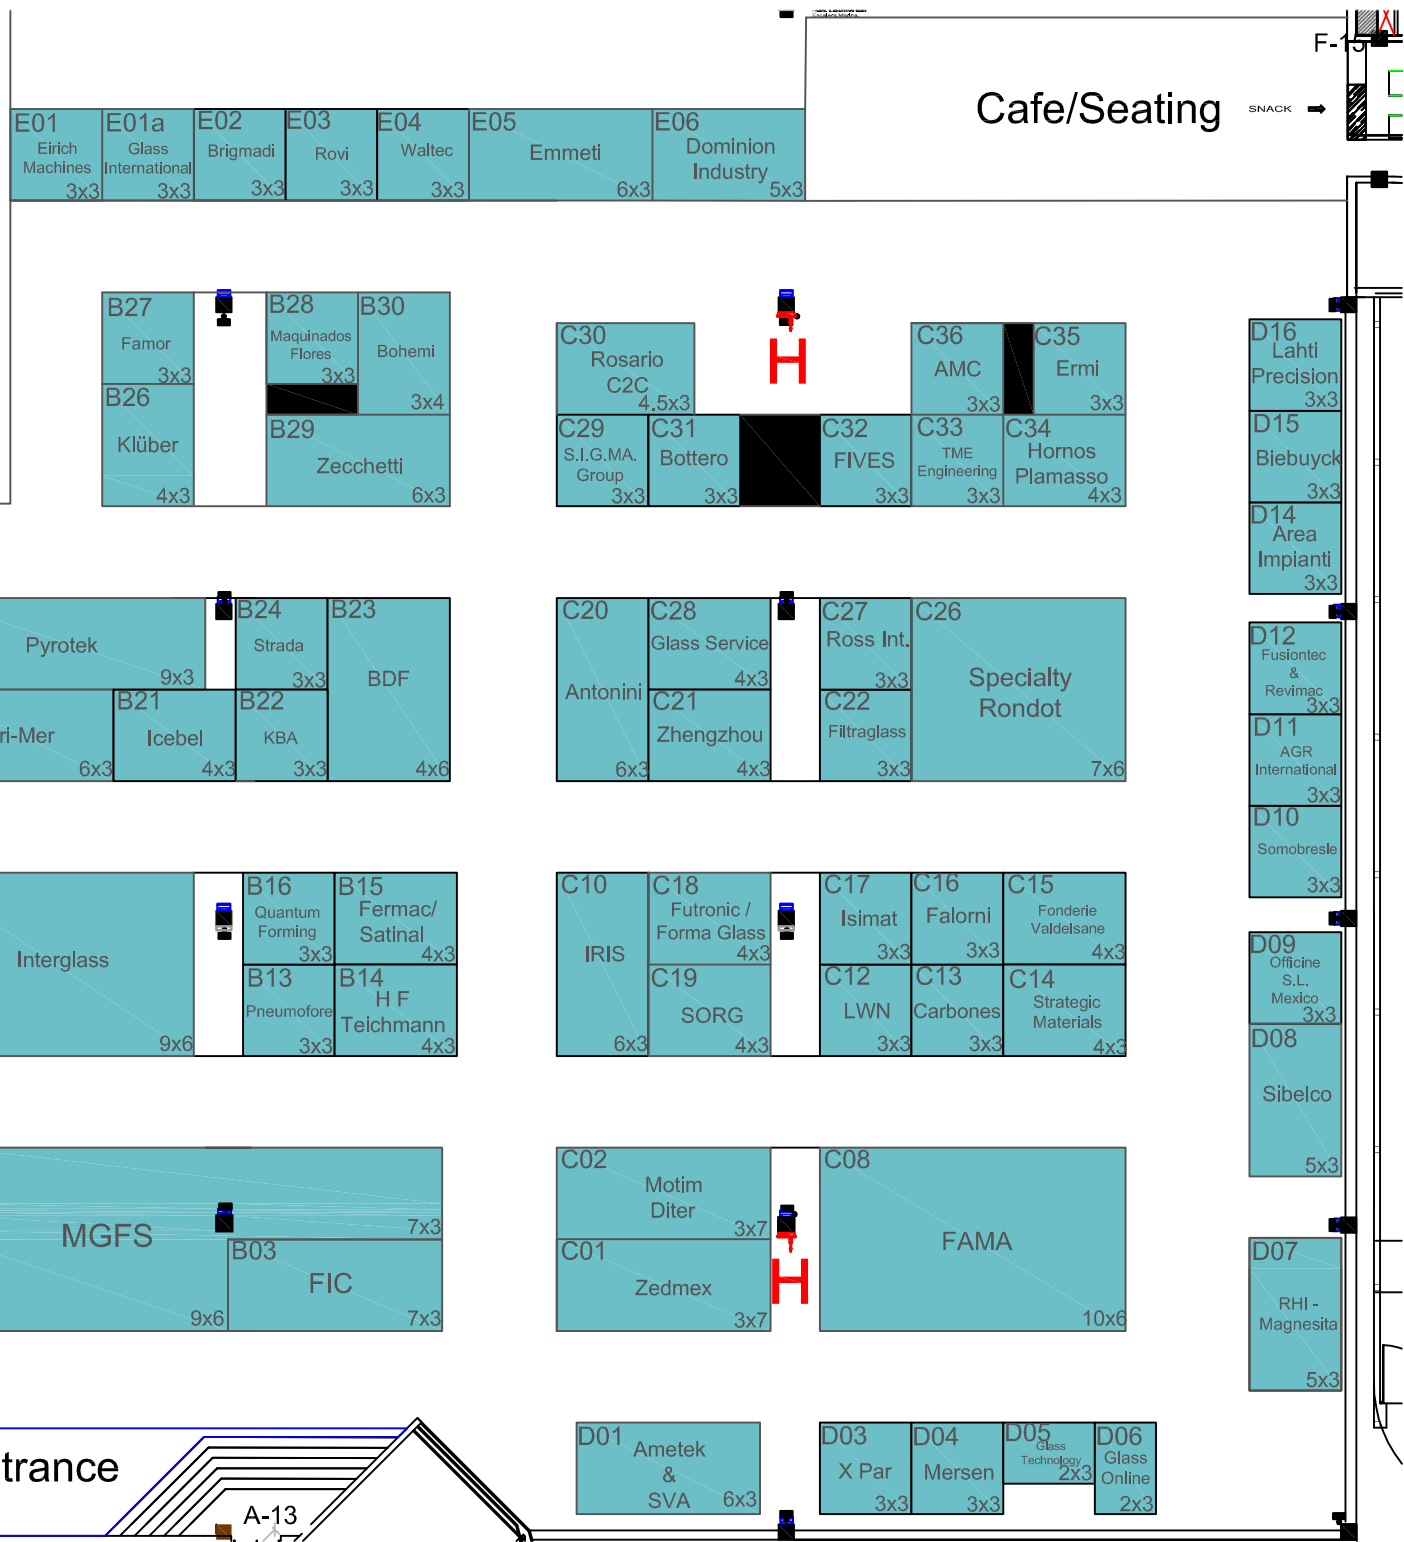 F-15
Cafe/Seating
SNACK
E01
Eirich
Machines
3x3
E01a
Glass
International
3x3
E02
Brigmadi
3x3
E03
Rovi
3x3
E04
Waltec
3x3
E05
Emmeti
6x3
E06
Dominion
Industry
5x3
B27
Famor
3x3
B28
Maquinados
Flores
3x3
B30
Bohemi
3x4
B26
Klüber
4x3
B29
Zecchetti
6x3
C30
Rosario
C2C
4.5x3
H
C36
AMC
3x3
C35
Ermi
3x3
C29
S.I.G.MA.
Group
3x3
C31
Bottero
3x3
C32
FIVES
3x3
C33
TME
Engineering
3x3
C34
Hornos
Plamasso
4x3
D16
Lahti
Precision
3x3
D15
Biebuyck
3x3
D14
Area
Impianti
3x3
Pyrotek
9x3
B24
Strada
3x3
B23
BDF
4x6
ri-Mer
6x3
B21
Icebel
4x3
B22
KBA
3x3
C20
Antonini
6x3
C28
Glass Service
4x3
C21
Zhengzhou
4x3
C27
Ross Int.
3x3
C22
Filtraglass
3x3
C26
Specialty
Rondot
7x6
D12
Fusiontec
&
Revimac
3x3
D11
AGR
International
3x3
D10
Somobresle
3x3
Interglass
9x6
B16
Quantum
Forming
3x3
B15
Fermac/
Satinal
4x3
B13
Pneumofore
3x3
B14
H F
Teichmann
4x3
C10
IRIS
6x3
C18
Futronic /
Forma Glass
4x3
C19
SORG
4x3
C17
Isimat
3x3
C16
Falorni
3x3
C15
Fonderie
Valdelsane
4x3
C12
LWN
3x3
C13
Carbones
3x3
C14
Strategic
Materials
4x3
D09
Officine
S.L.
Mexico
3x3
D08
Sibelco
5x3
7x3
MGFS
9x6
B03
FIC
7x3
C02
Motim
Diter
3x7
C01
Zedmex
3x7
H
C08
FAMA
10x6
D07
RHI -
Magnesita
5x3
trance
A-13
D01
Ametek
&
SVA
6x3
D03
X Par
3x3
D04
Mersen
3x3
D05
Glass
Technology
2x3
D06
Glass
Online
2x3